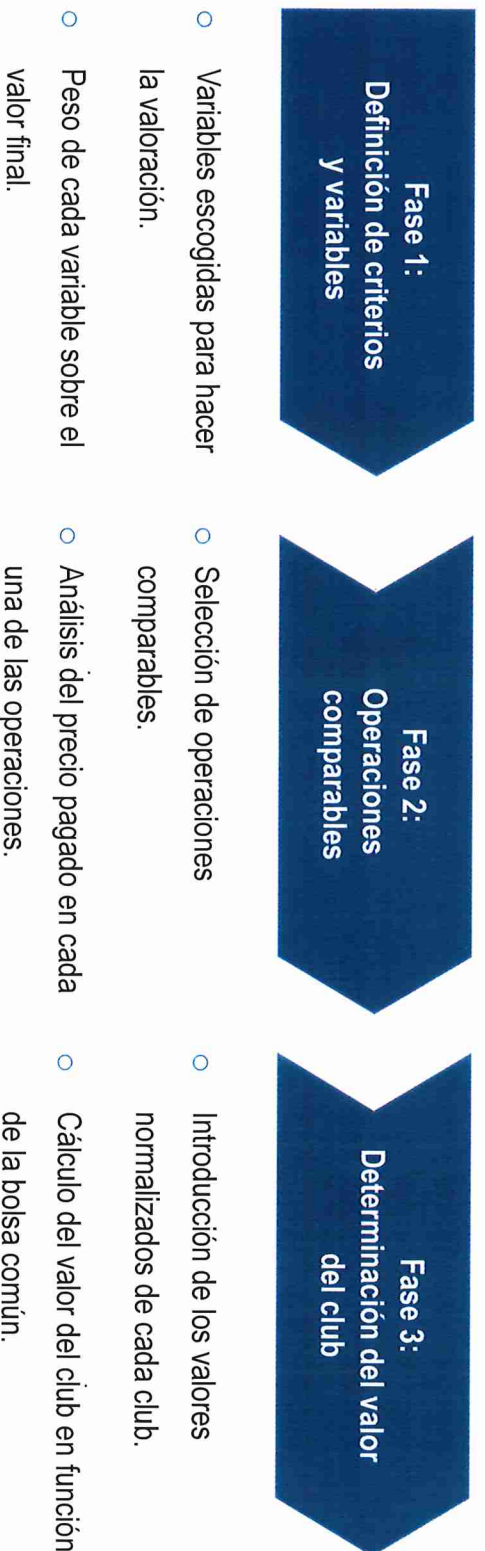 Fase 1:
Definición de criterios
y variables
○ Variables escogidas para hacer
la valoración.
○ Peso de cada variable sobre el
valor final.
Fase 2:
Operaciones
comparables
○ Selección de operaciones
comparables.
○ Análisis del precio pagado en cada
una de las operaciones.
Fase 3:
Determinación del valor
del club
○ Introducción de los valores
normalizados de cada club.
○ Cálculo del valor del club en función
de la bolsa común.